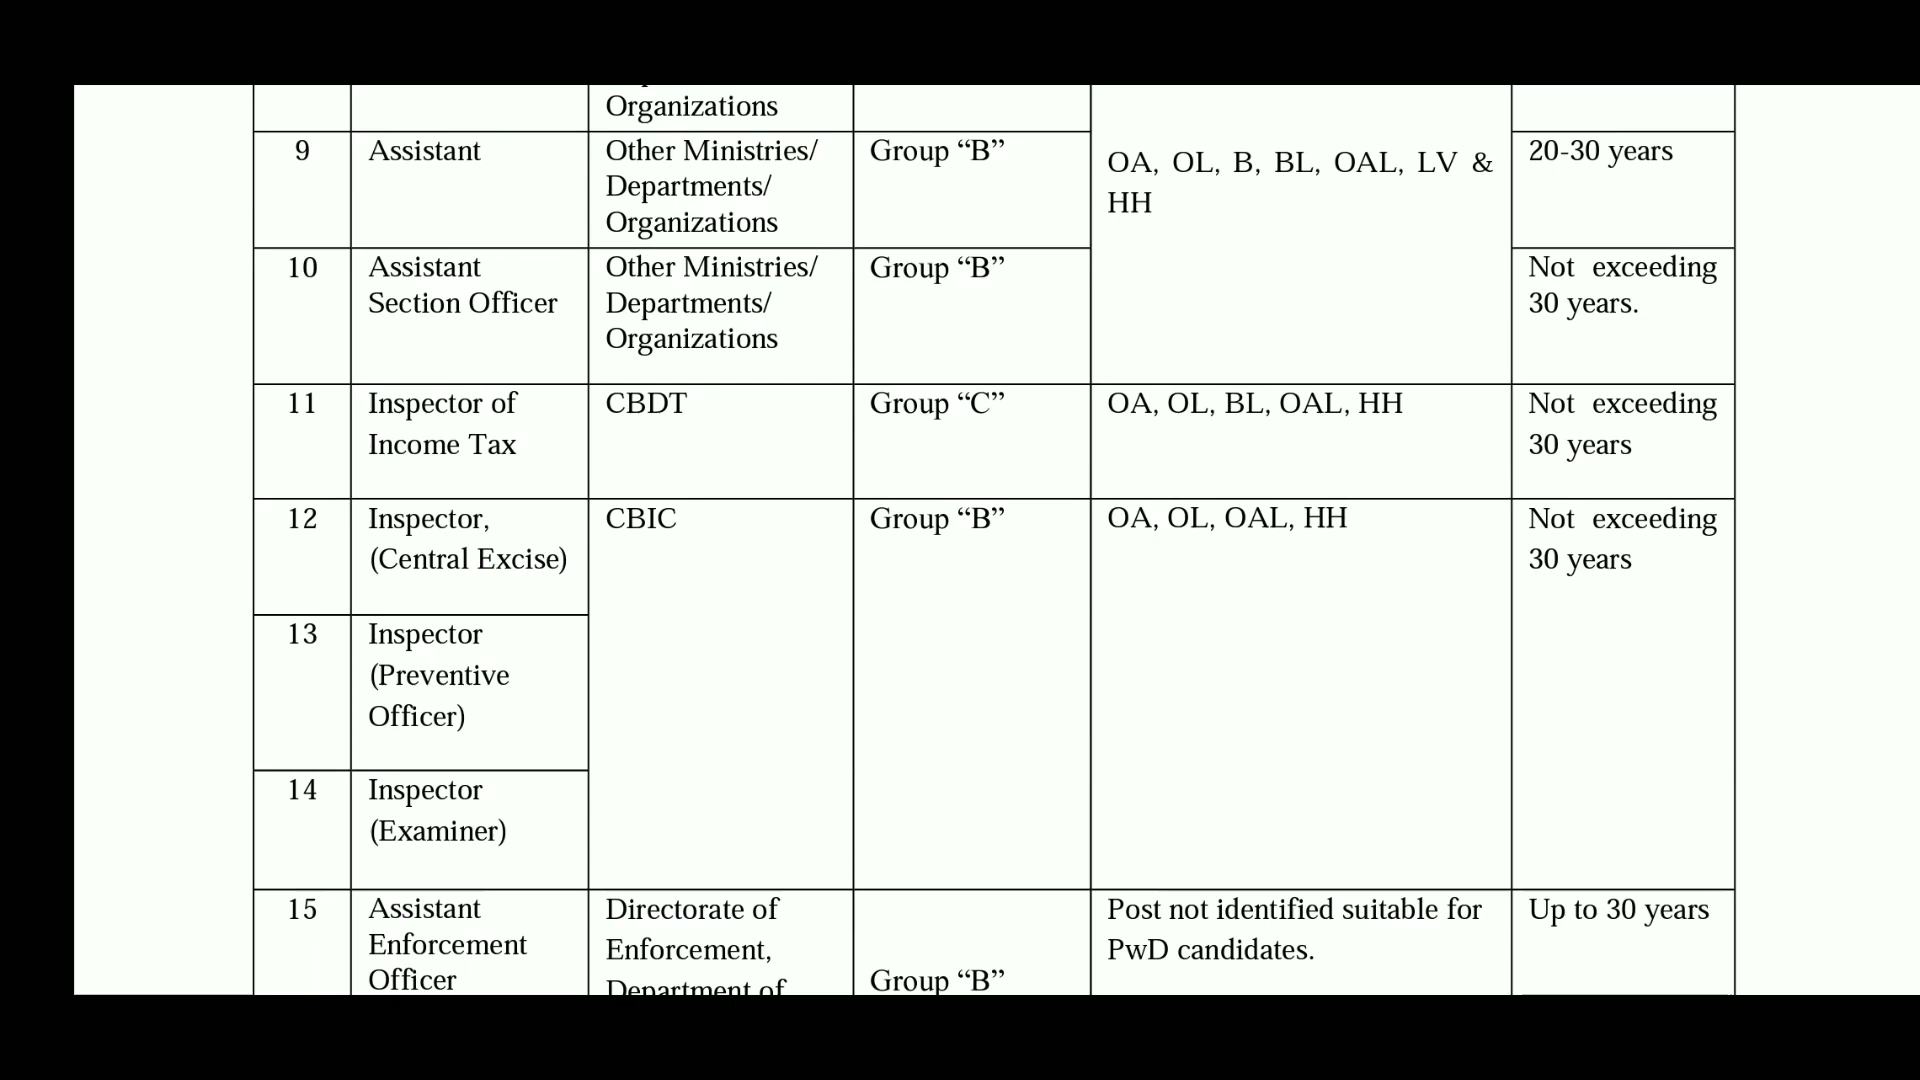 Organizations
9 Assistant Other Ministries/ Group “B” 20-30 years
OA, OL, B, BL, OAL, LV &
Departments/
HH
Organizations
10 Assistant Other Ministries/ Group “B” Not exceeding
Section Officer Departments/ 30 years.
Organizations
11 Inspector of CBDT Group “C” OA, OL, BL, OAL, HH Not exceeding
Income Tax 30 years
12 Inspector, CBIC Group “B” OA, OL, OAL, HH Not exceeding
(Central Excise) 30 years
13 Inspector
(Preventive
Officer)
14 Inspector
(Examiner)
15 Assistant Directorate of Post not identified suitable for Up to 30 years
Enforcement Enforcement, PwD candidates.
Officer Department of Group “B”